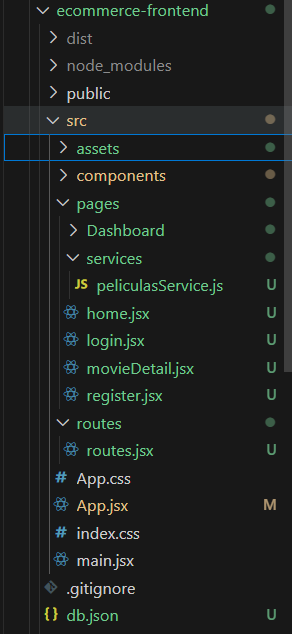 ecommerce-frontend
dist
node_modules
public
src
assets
components
pages
Dashboard
services
JS peliculasService.js U
home.jsx U
login.jsx U
movieDetail.jsx U
register.jsx U
routes
routes.jsx U
# App.css
App.jsx M
# index.css
main.jsx
.gitignore
{} db.json U